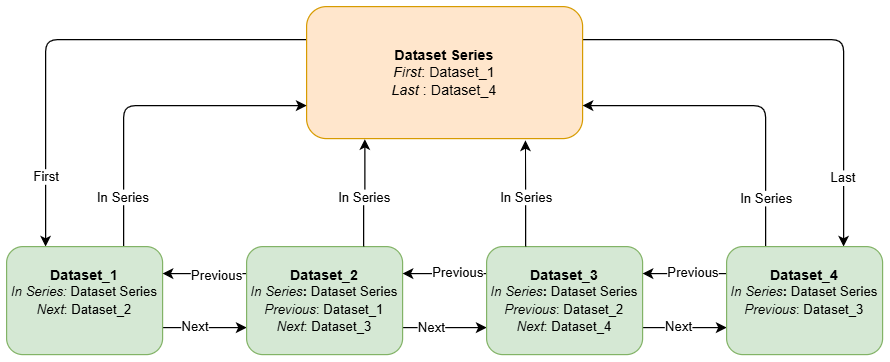 Dataset Series
First: Dataset_1
Last : Dataset_4
First
Last
In Series
In Series
In Series
In Series
Dataset_1
In Series: Dataset Series
Next: Dataset_2
Previous
Next
Dataset_2
In Series: Dataset Series
Previous: Dataset_1
Next: Dataset_3
Previous
Next
Dataset_3
In Series: Dataset Series
Previous: Dataset_2
Next: Dataset_4
Previous
Next
Dataset_4
In Series: Dataset Series
Previous: Dataset_3